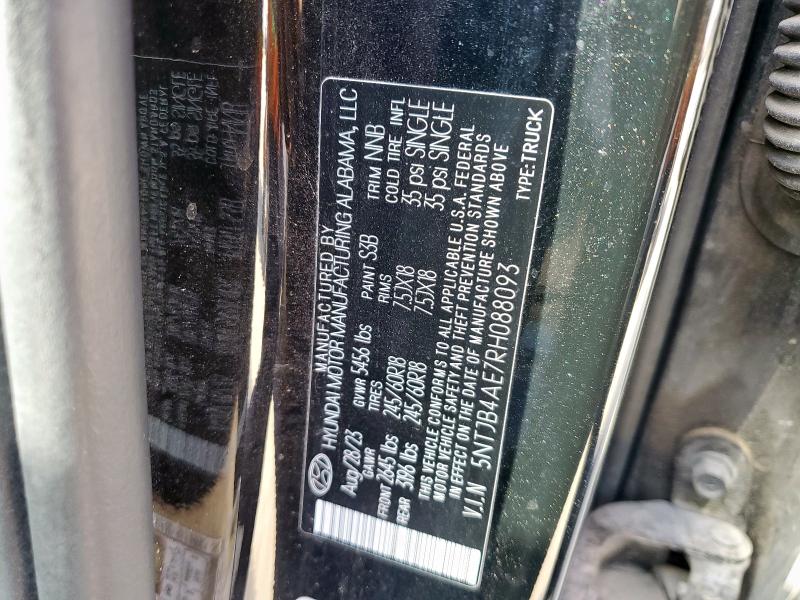 MANUFACTURED BY
HYUNDAI MOTOR MANUFACTURING ALABAMA, LLC
Aug/28/23 GVWR 5456 lbs PAINT S3B TRIM NNB
GAWR TIRES RIMS COLD TIRE INFL
FRONT 2645 lbs 245/60R18 7.5JX18 35 psi SINGLE
REAR 3196 lbs 245/60R18 7.5JX18 35 psi SINGLE
THIS VEHICLE CONFORMS TO ALL APPLICABLE U.S.A. FEDERAL
MOTOR VEHICLE SAFETY AND THEFT PREVENTION STANDARDS
IN EFFECT ON THE DATE OF MANUFACTURE SHOWN ABOVE
V.I.N 5NTJB4AE7RH088093 TYPE:TRUCK